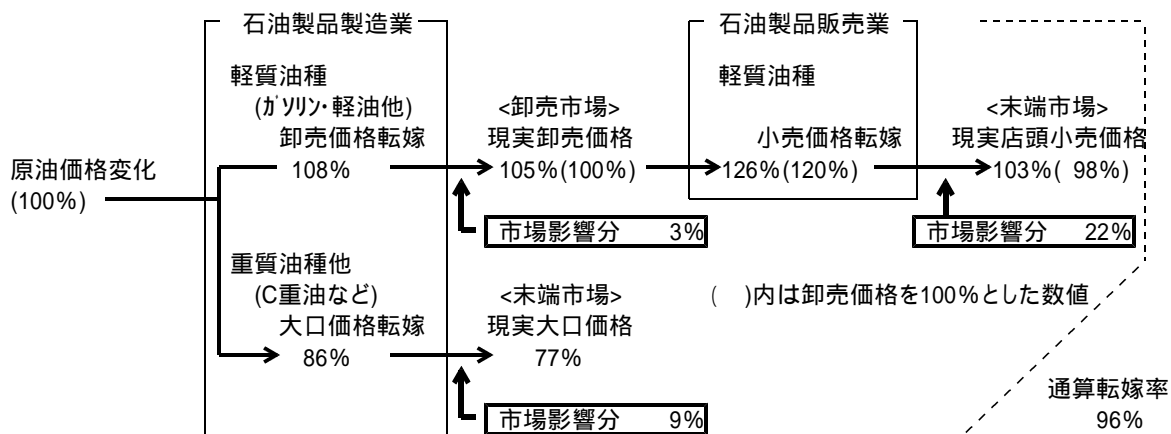 石油製品製造業
石油製品販売業
軽質油種
(ガソリン・軽油他)
卸売価格転嫁
108%
<卸売市場>
現実卸売価格
105%(100%)
軽質油種
小売価格転嫁
126%(120%)
<末端市場>
現実店頭小売価格
103%( 98%)
原油価格変化
(100%)
市場影響分 3%
市場影響分 22%
重質油種他
(C重油など)
大口価格転嫁
86%
<末端市場>
現実大口価格
77%
( )内は卸売価格を100%とした数値
市場影響分 9%
通算転嫁率
96%